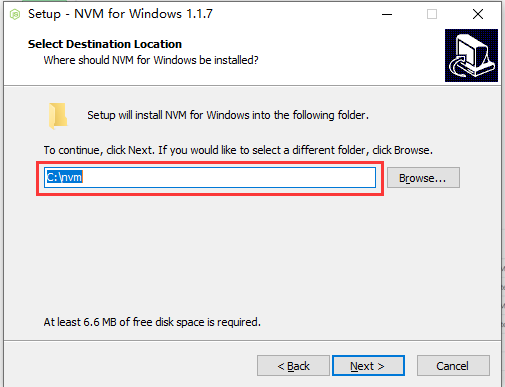 Setup - NVM for Windows 1.1.7
Select Destination Location
Where should NVM for Windows be installed?
Setup will install NVM for Windows into the following folder.
To continue, click Next. If you would like to select a different folder, click Browse.
C:\nvm
Browse...
At least 6.6 MB of free disk space is required.
< Back
Next >
Cancel